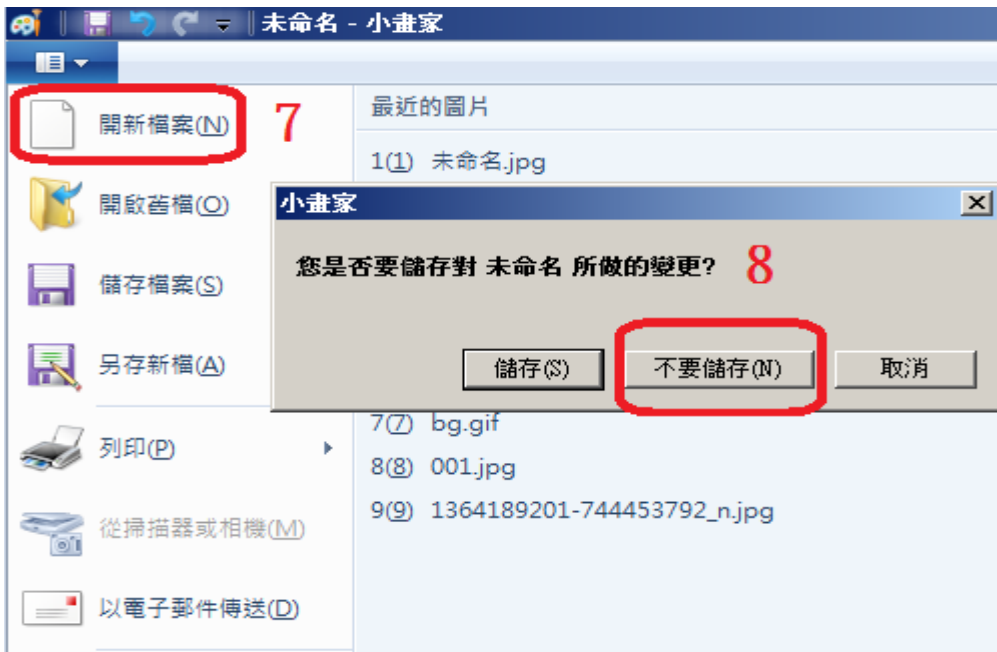 未命名 - 小畫家
開新檔案(N)
7
開啟舊檔(O)
儲存檔案(S)
另存新檔(A)
列印(P)
從掃描器或相機(M)
以電子郵件傳送(D)
最近的圖片
1(1) 未命名.jpg
小畫家
您是否要儲存對 未命名 所做的變更?
8
儲存(S)
不要儲存(N)
取消
7(7) bg.gif
8(8) 001.jpg
9(9) 1364189201-744453792_n.jpg